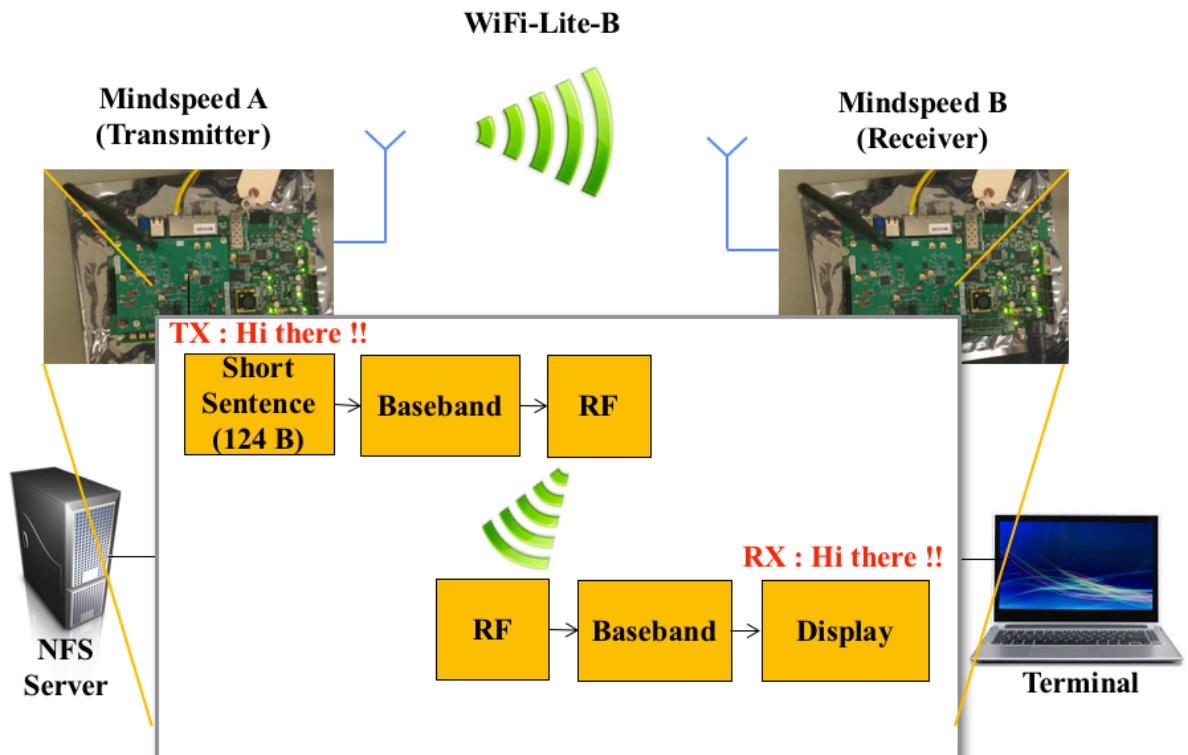 WiFi-Lite-B
Mindspeed A
(Transmitter)
Mindspeed B
(Receiver)
TX : Hi there !!
Short
Sentence
(124 B)
Baseband
RF
RX : Hi there !!
RF
Baseband
Display
NFS
Server
Terminal